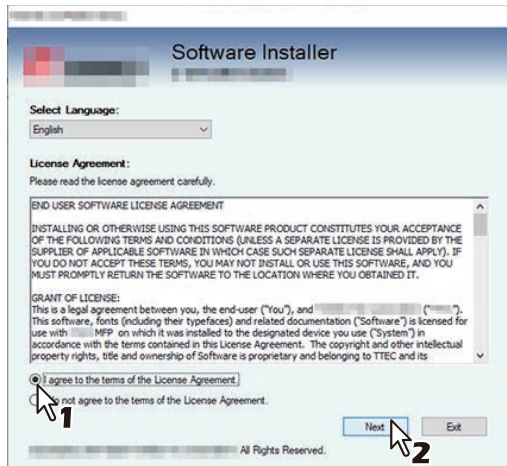 Software Installer
Select Language:
English
License Agreement:
Please read the license agreement carefully.
END USER SOFTWARE LICENSE AGREEMENT
INSTALLING OR OTHERWISE USING THIS SOFTWARE PRODUCT CONSTITUTES YOUR ACCEPTANCE
OF THE FOLLOWING TERMS AND CONDITIONS (UNLESS A SEPARATE LICENSE IS PROVIDED BY THE
SUPPLIER OF APPLICABLE SOFTWARE IN WHICH CASE SUCH SEPARATE LICENSE SHALL APPLY). IF
YOU DO NOT ACCEPT THESE TERMS, YOU MAY NOT INSTALL OR USE THIS SOFTWARE, AND YOU
MUST PROMPTLY RETURN THE SOFTWARE TO THE LOCATION WHERE YOU OBTAINED IT.
GRANT OF LICENSE:
This is a legal agreement between you, the end-user ("You"), and (" ").
This software, fonts (including their typefaces) and related documentation ("Software") is licensed for
use with MFP on which it was installed to the designated device you use ("System") in
accordance with the terms contained in this License Agreement. The copyright and other intellectual
property rights, title and ownership of Software is proprietary and belonging to TTEC and its
I agree to the terms of the License Agreement.
1 do not agree to the terms of the License Agreement.
Next Exit
2
All Rights Reserved.